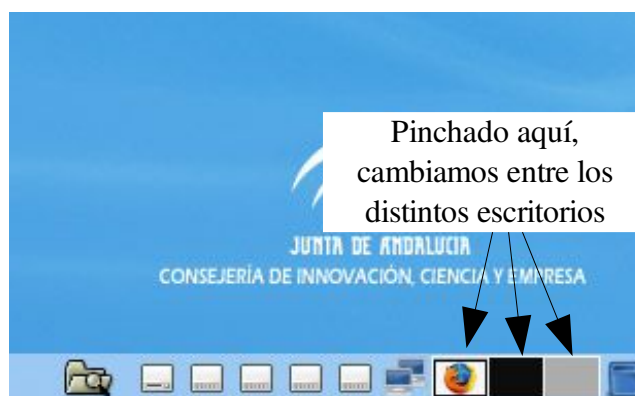 Pinchado aquí,
cambiamos entre los
distintos escritorios
JUNTA DE ANDALUCIA
CONSEJERÍA DE INNOVACIÓN, CIENCIA Y EMPRESA